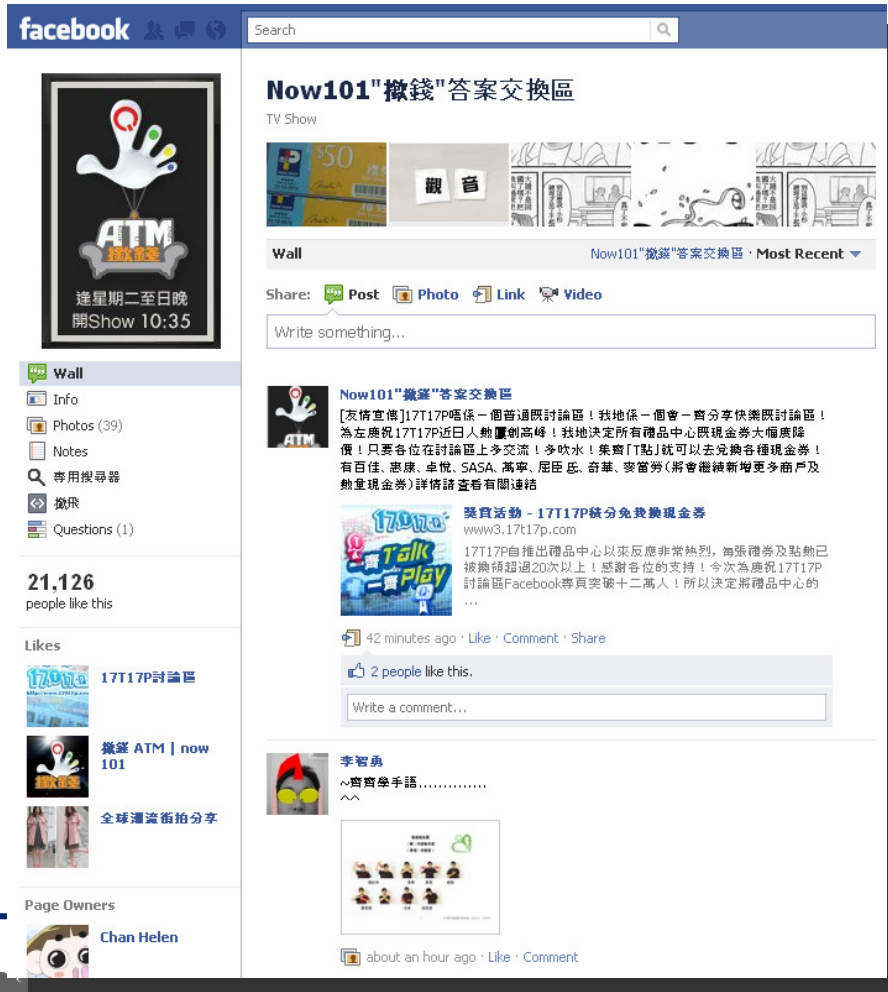 facebook
Search
ATM
撳錢
逢星期二至日晚
開Show 10:35
Wall
Info
Photos (39)
Notes
專用搜尋器
撳飛
Questions (1)
21,126
people like this
Likes
17T17P討論區
撳錢 ATM | now
101
全球潮流街拍分享
Page Owners
Chan Helen
Now101"撳錢"答案交換區
TV Show
$50
觀 音
Wall
Now101"撳錢"答案交換區 · Most Recent
Share: Post Photo Link Video
Write something...
Now101"撳錢"答案交換區
[友情宣傳]17T17P唔係一個普通既討論區！我地係一個會一齊分享快樂既討論區！
為左慶祝17T17P近日人數屢創高峰！我地決定所有禮品中心既現金券大幅度降
價！只要各位在討論區上多交流！多吹水！集齊「T點」就可以去兌換各種現金券！
有百佳、惠康、卓悅、SASA、萬寧、屈臣氏、奇華、麥當勞(將會繼續新增更多商戶及
數量現金券)詳情請查看有關連結
17T17P
一齊 Talk
一齊 Play
獎賞活動 - 17T17P積分免費換現金券
www3.17t17p.com
17T17P自推出禮品中心以來反應非常熱烈, 每張禮券及點數已
被換領超過20次以上！感謝各位的支持！今次為慶祝17T17P
討論區Facebook專頁突破十二萬人！所以決定將禮品中心的
...
42 minutes ago · Like · Comment · Share
2 people like this.
Write a comment...
李智勇
~齊齊學手語..............
^^
about an hour ago · Like · Comment